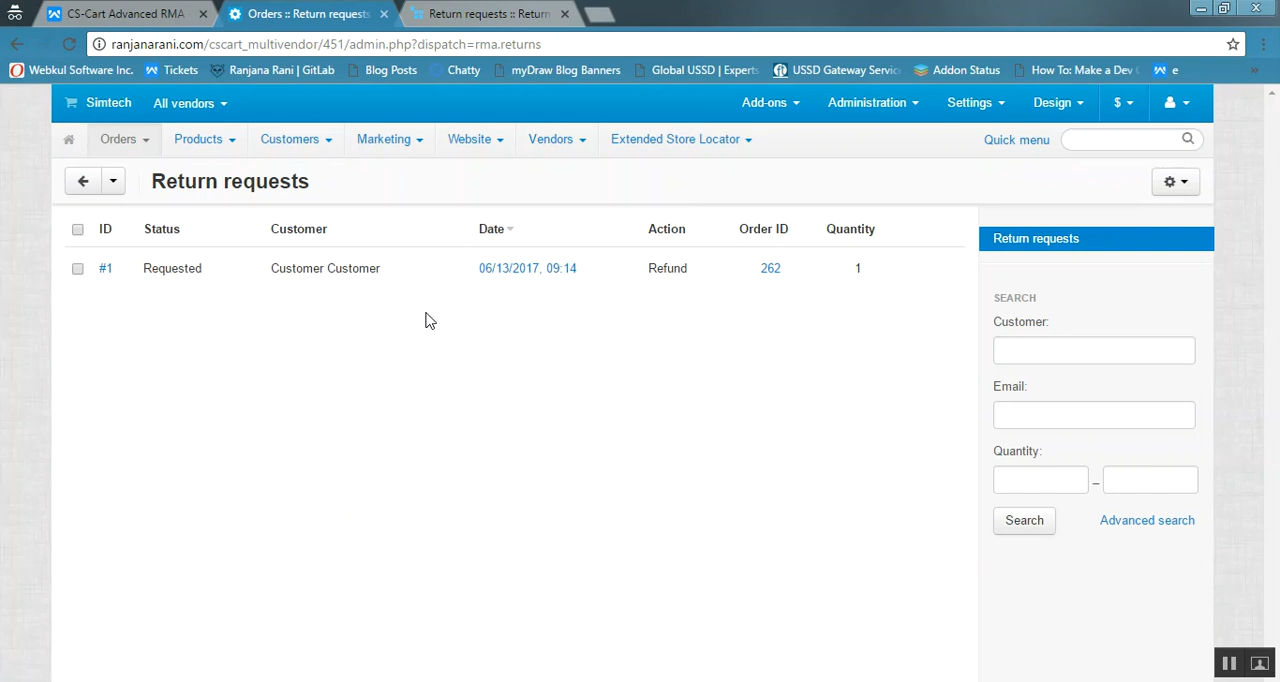 CS-Cart Advanced RMA
Orders :: Return requests
Return requests :: Return
ranjanarani.com/cscart_multivendor/451/admin.php?dispatch=rma.returns
Webkul Software Inc. Tickets Ranjana Rani | GitLab Blog Posts Chatty myDraw Blog Banners Global USSD | Experts USSD Gateway Servic Addon Status How To: Make a Dev e »
Simtech All vendors Add-ons Administration Settings Design $
Orders Products Customers Marketing Website Vendors Extended Store Locator Quick menu
Return requests
ID Status Customer Date Action Order ID Quantity
#1 Requested Customer Customer 06/13/2017, 09:14 Refund 262 1
Return requests
SEARCH
Customer:
Email:
Quantity:
–
Search Advanced search